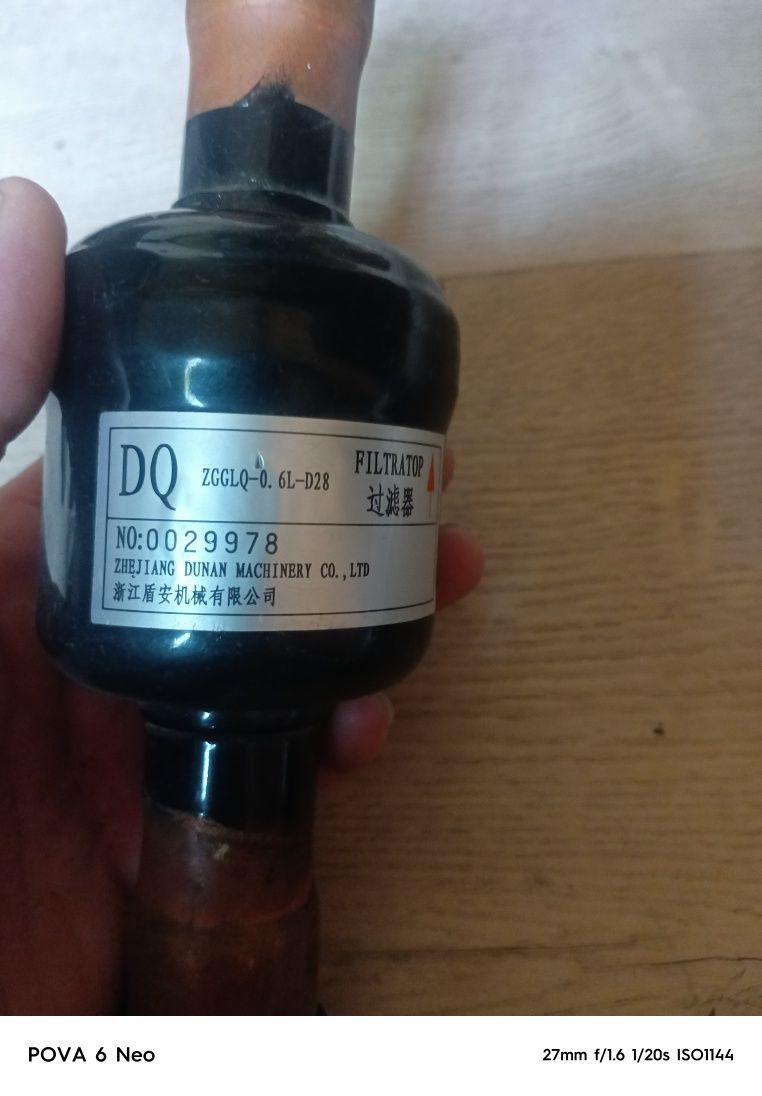 DQ ZGGLQ-0.6L-D28 FILTRATOP
过滤器
NO:0029978
ZHEJIANG DUNAN MACHINERY CO.,LTD
浙江盾安机械有限公司
POVA 6 Neo 27mm f/1.6 1/20s ISO1144